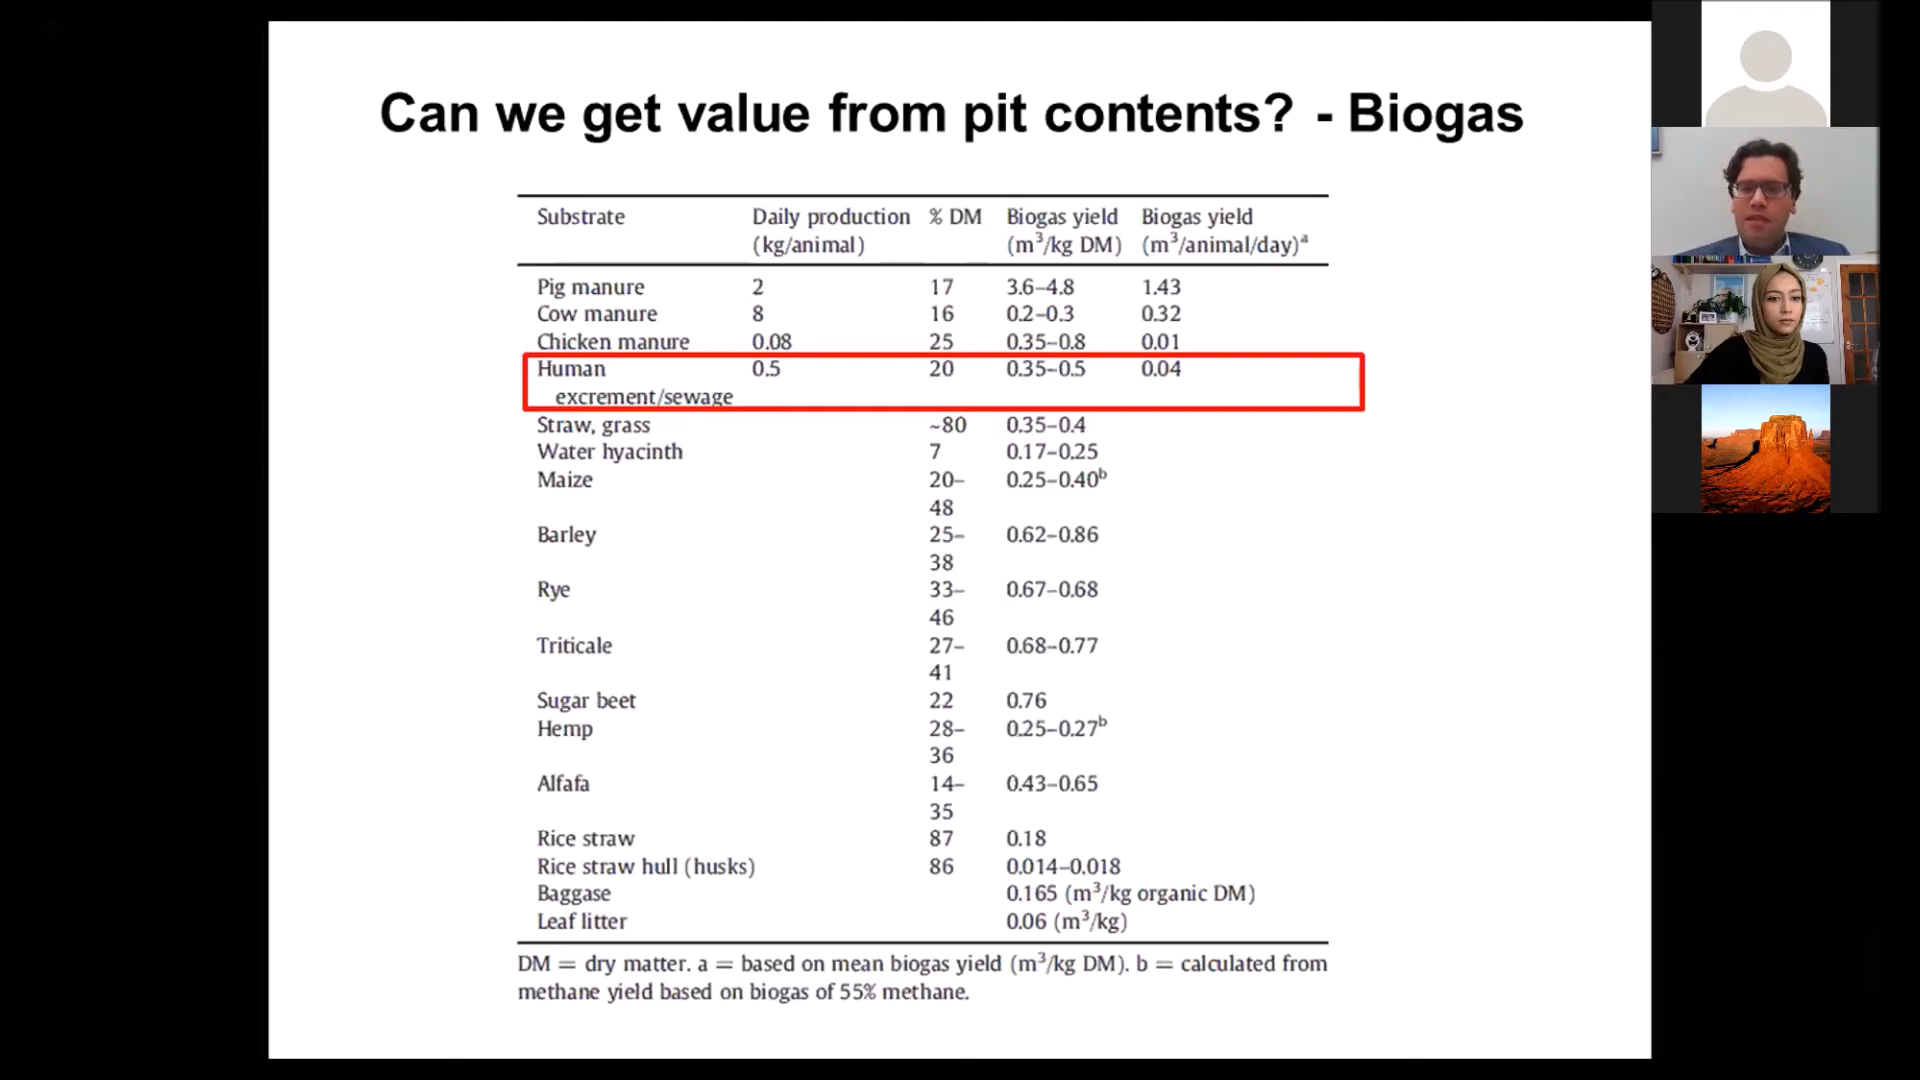 Can we get value from pit contents? - Biogas
Substrate Daily production % DM Biogas yield Biogas yield
(kg/animal) (m³/kg DM) (m³/animal/day)ᵃ
Pig manure 2 17 3.6–4.8 1.43
Cow manure 8 16 0.2–0.3 0.32
Chicken manure 0.08 25 0.35–0.8 0.01
Human 0.5 20 0.35–0.5 0.04
excrement/sewage
Straw, grass ~80 0.35–0.4
Water hyacinth 7 0.17–0.25
Maize 20– 0.25–0.40ᵇ
48
Barley 25– 0.62–0.86
38
Rye 33– 0.67–0.68
46
Triticale 27– 0.68–0.77
41
Sugar beet 22 0.76
Hemp 28– 0.25–0.27ᵇ
36
Alfafa 14– 0.43–0.65
35
Rice straw 87 0.18
Rice straw hull (husks) 86 0.014–0.018
Baggase 0.165 (m³/kg organic DM)
Leaf litter 0.06 (m³/kg)
DM = dry matter. a = based on mean biogas yield (m³/kg DM). b = calculated from
methane yield based on biogas of 55% methane.